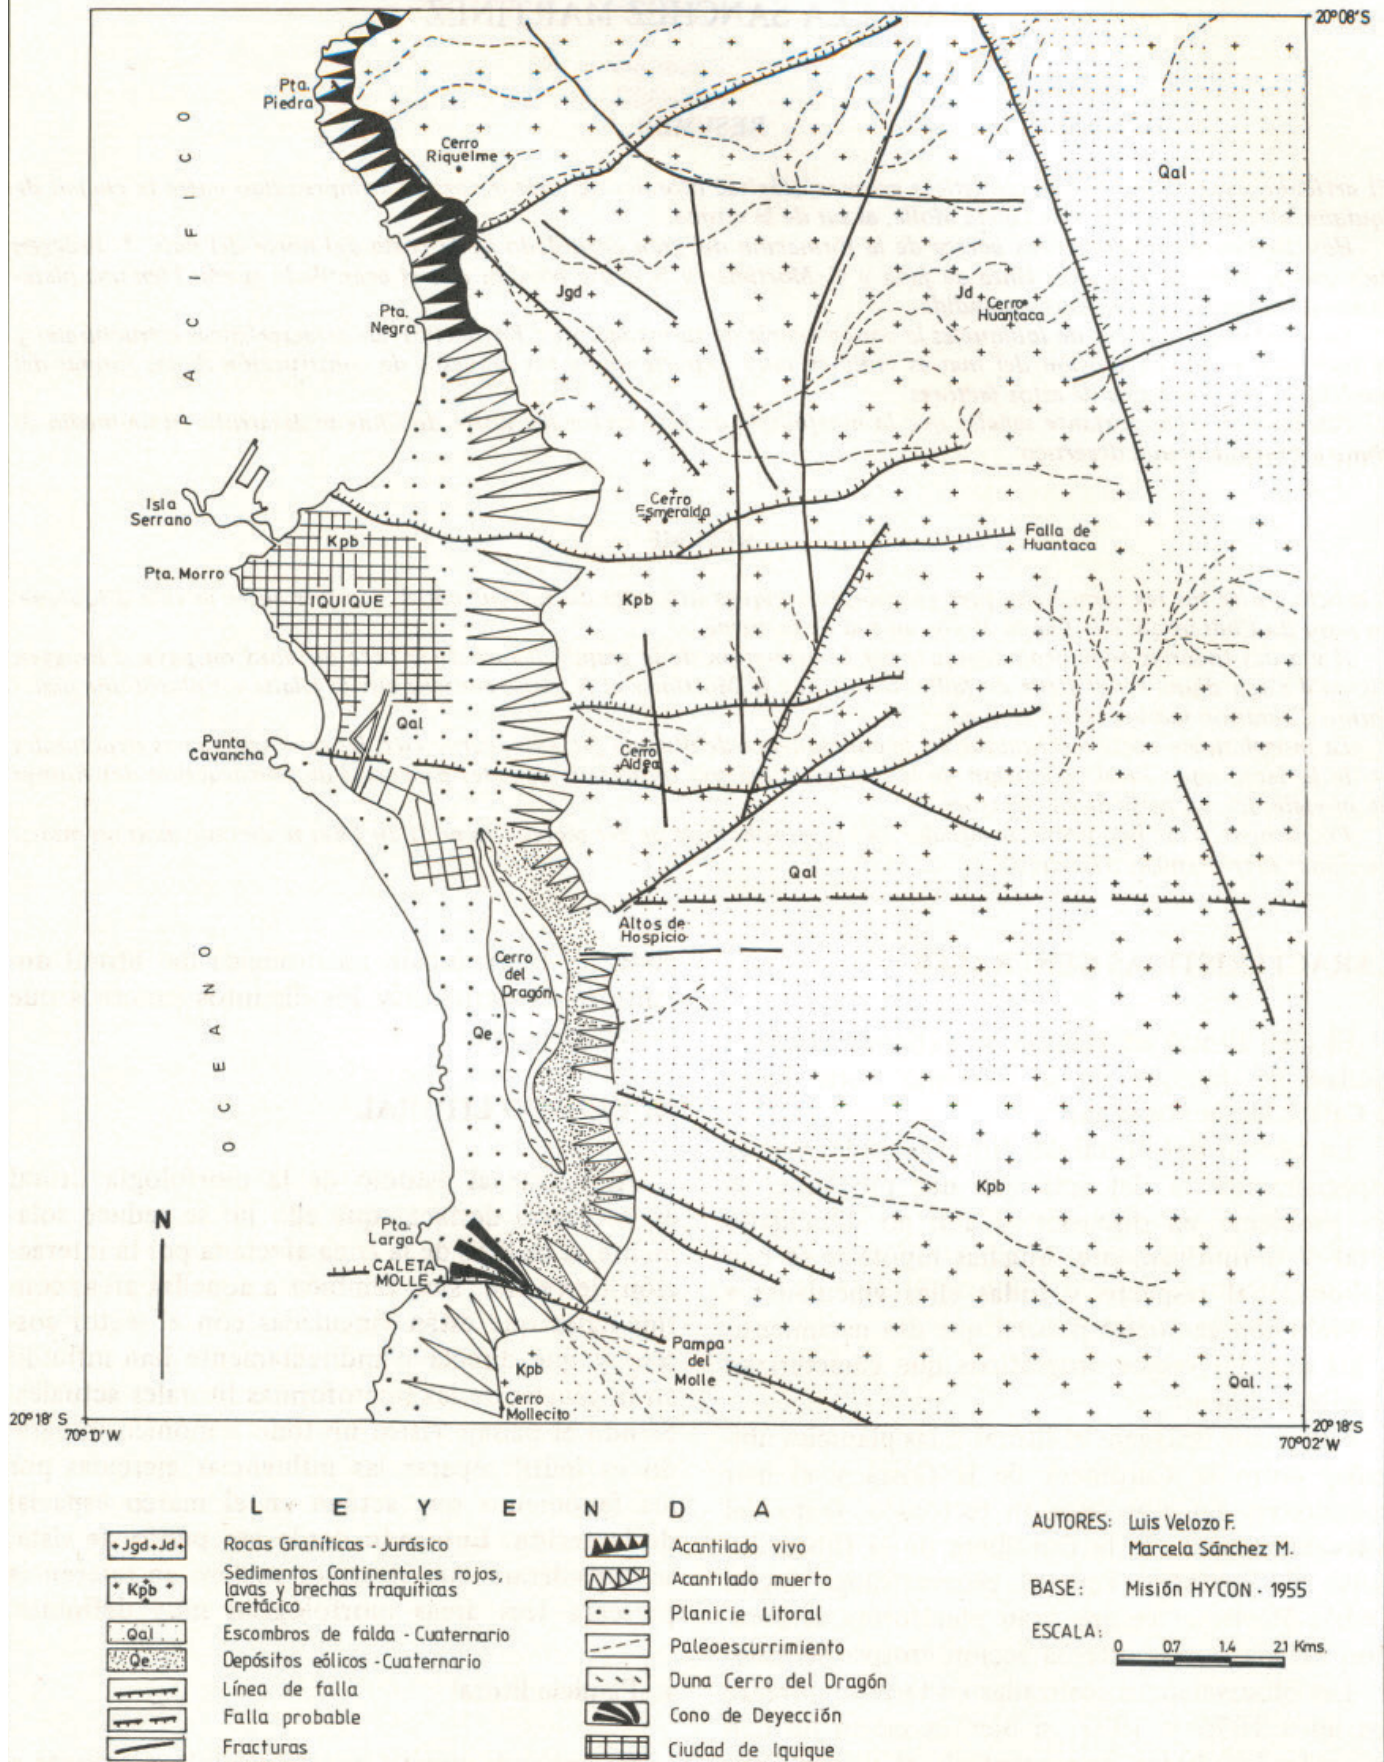 20°08'S
Pta.
Piedra
Cerro
Riquelme
Qal
P A C I F I C O
Jgd
Jd
Cerro
Huantaca
Pta.
Negra
Isla
Serrano
Kpb
Cerro
Esmeralda
Falla de
Huantaca
Pta. Morro
IQUIQUE
Kpb
Qal
Punta
Cavancha
Cerro
Aldea
Qal
Altos de
Hospicio
O C E A N O
Cerro
del
Dragón
Qe
Kpb
N
Pta.
Larga
CALETA
MOLLE
Pampa
del
Molle
Kpb
Cerro
Mollecito
Qal
20°18' S
20°18'S
70°10' W
70°02'W
L E Y E N D A
Jgd - Jd Rocas Graníticas - Jurásico
Kpb Sedimentos Continentales rojos,
lavas y brechas traquíticas
Cretácico
Qal Escombros de falda - Cuaternario
Qe Depósitos eólicos - Cuaternario
Línea de falla
Falla probable
Fracturas
Acantilado vivo
Acantilado muerto
Planicie Litoral
Paleoescurrimiento
Duna Cerro del Dragón
Cono de Deyección
Ciudad de Iquique
AUTORES: Luis Velozo F.
Marcela Sánchez M.
BASE: Misión HYCON - 1955
ESCALA:
0 0.7 1.4 2.1 Kms.